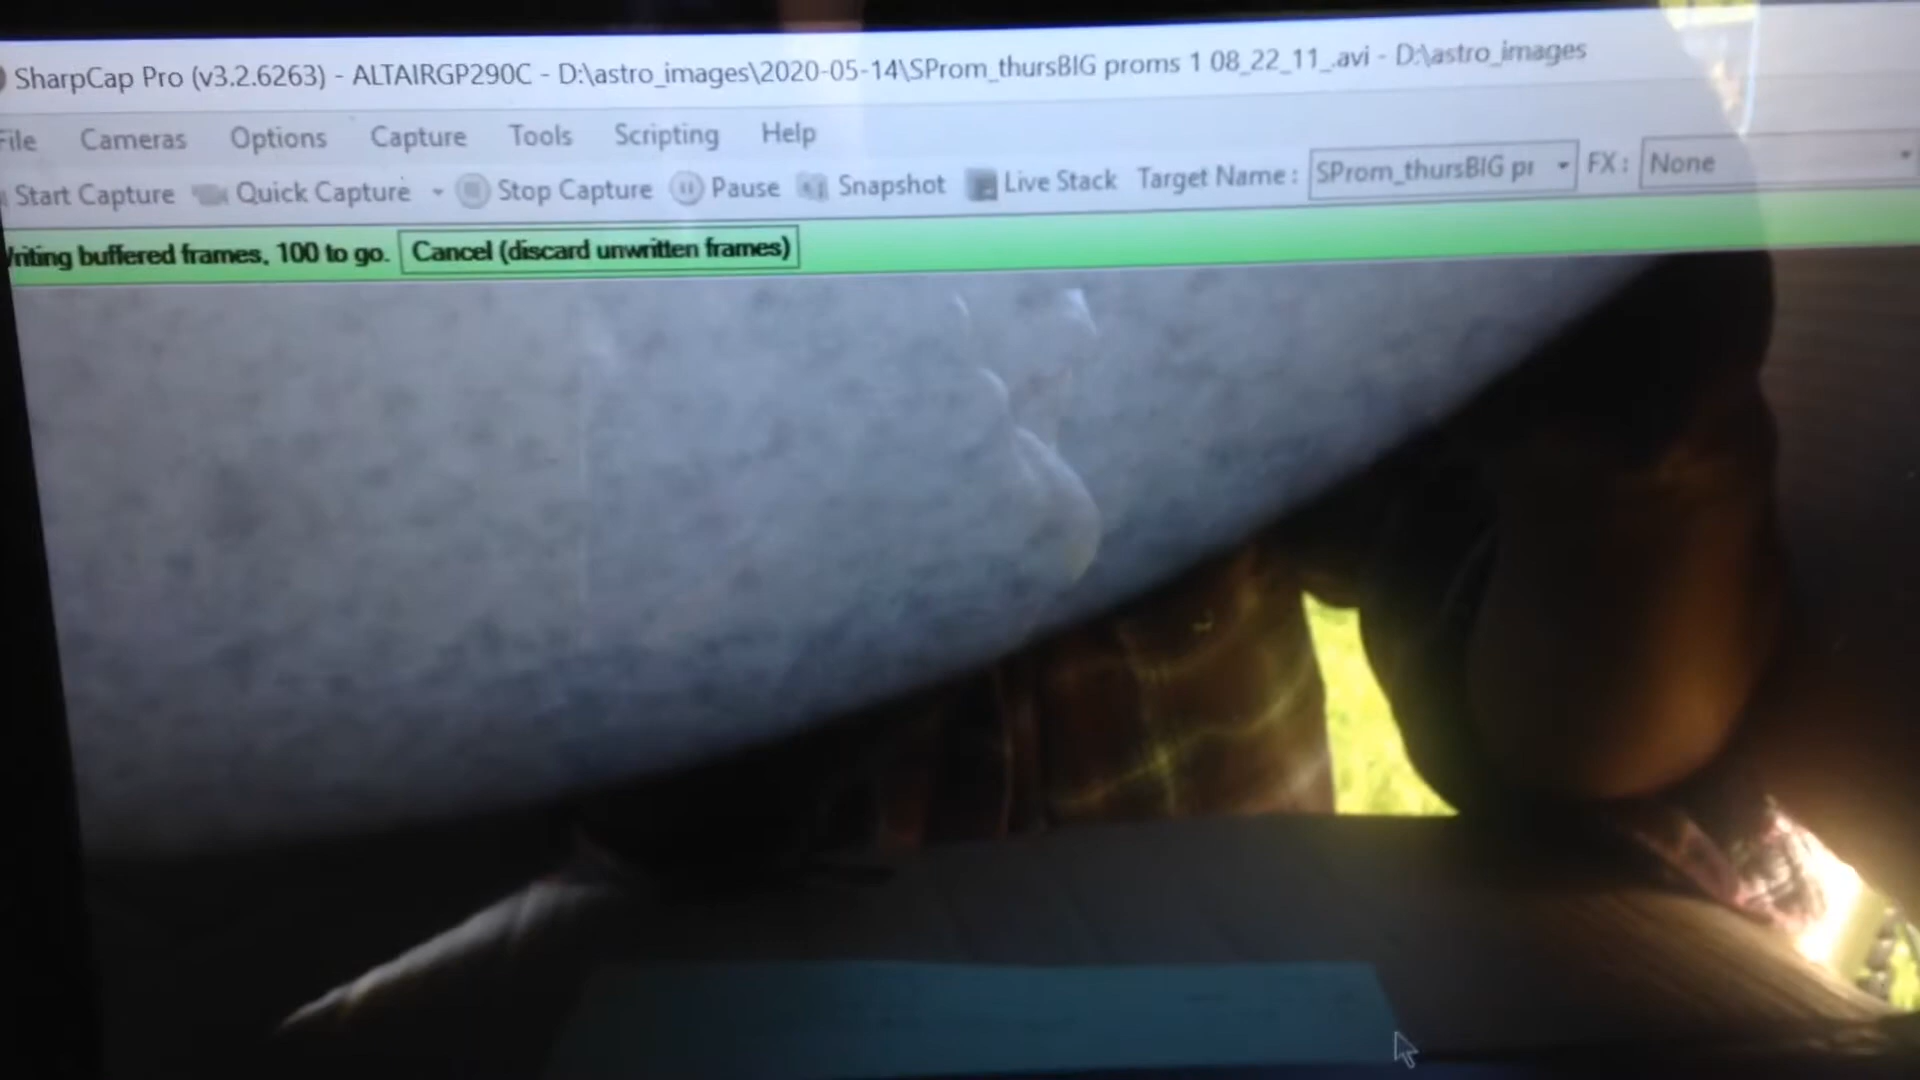 SharpCap Pro (v3.2.6263) - ALTAIRGP290C - D:\astro_images\2020-05-14\SProm_thursBIG proms 1 08_22_11_.avi - D:\astro_images
File Cameras Options Capture Tools Scripting Help
Start Capture Quick Capture Stop Capture Pause Snapshot Live Stack Target Name : SProm_thursBIG pr FX : None
riting buffered frames, 100 to go. Cancel (discard unwritten frames)